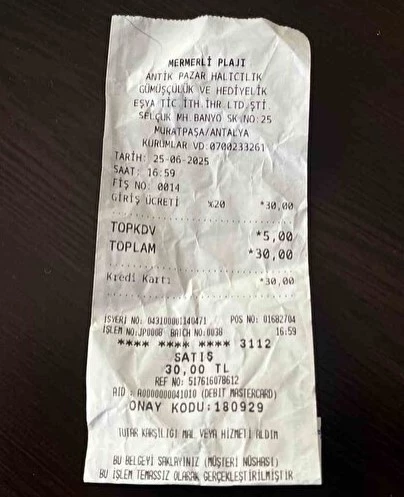 MERMERLİ PLAJI
ANTİK PAZAR HALICILIK
GÜMÜŞÇÜLÜK VE HEDİYELİK
EŞYA TİC.İTH.İHR.LTD.ŞTİ.
SELÇUK MH.BANYO SK.NO:25
MURATPAŞA/ANTALYA
KURUMLAR VD:0700233261
TARİH: 25-06-2025
SAAT: 16:59
FİŞ NO: 0014
GİRİŞ ÜCRETİ %20 *30,00
TOPKDV *5,00
TOPLAM *30,00
Kredi Kartı *30,00
İŞYERİ NO: 043100001140471 POS NO: 01682704
İŞLEM NO:JP0008 BATCH NO:0038 16:59
**** **** **** 3112
SATIŞ
30,00 TL
REF NO: 517616078612
AID : A0000000041010 (DEBIT MASTERCARD)
ONAY KODU:180929
TUTAR KARŞILIĞI MAL VEYA HİZMETİ ALDIM
BU BELGEYİ SAKLAYINIZ (MÜŞTERİ NÜSHASI)
BU İŞLEM TEMASSIZ OLARAK GERÇEKLEŞTİRİLMİŞTİR